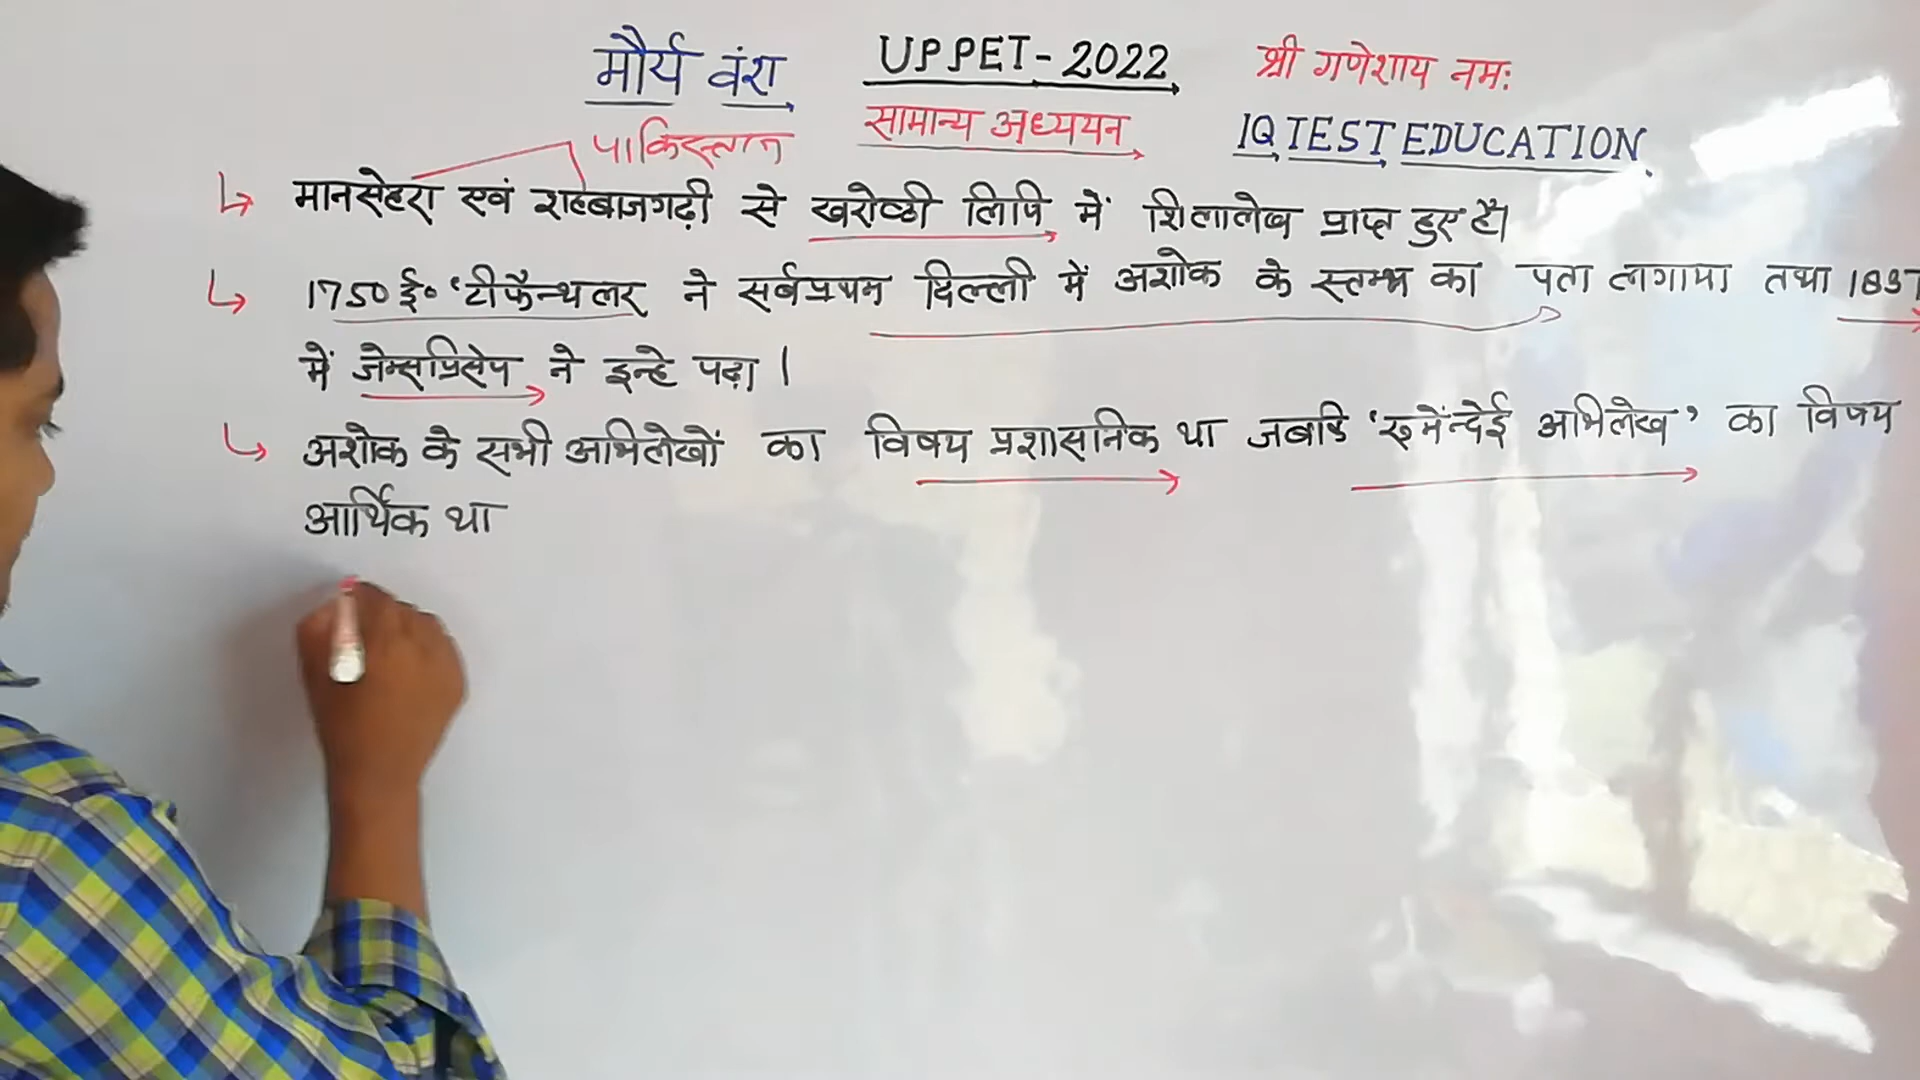 मौर्य वंश UPPET-2022 श्री गणेशाय नमः
पाकिस्तान सामान्य अध्ययन IQ TEST EDUCATION
↳ मानसेहरा एवं शाहबाजगढ़ी से खरोष्ठी लिपि में शिलालेख प्राप्त हुए है।
↳ 1750 ई० 'टीफैन्थलर ने सर्वप्रथम दिल्ली में अशोक के स्तम्भ का पता लगाया तथा 1837
में जेम्सप्रिंसेप ने इन्हे पढ़ा ।
↳ अशोक के सभी अभिलेखों का विषय प्रशासनिक था जबकि 'रूमेंन्देई अभिलेख' का विषय
आर्थिक था